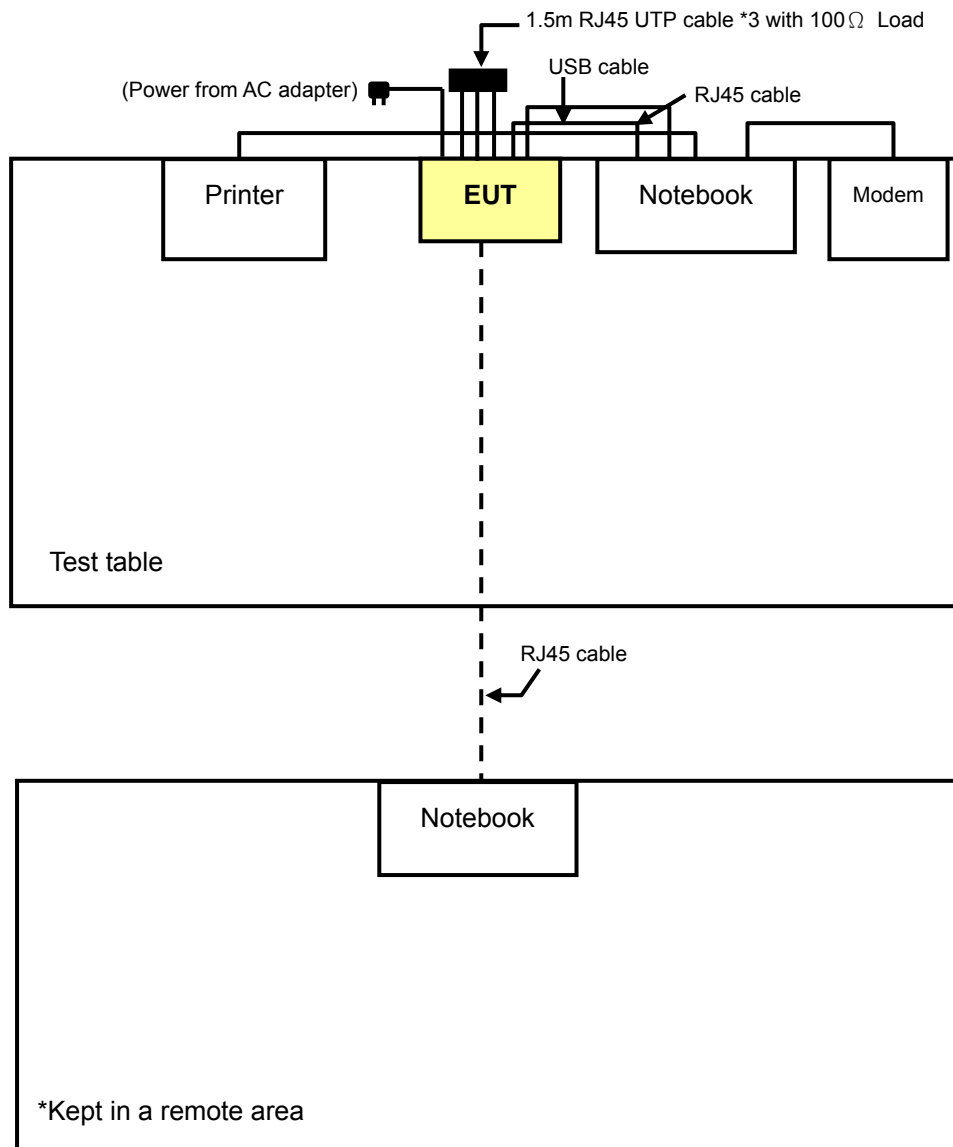 1.5m RJ45 UTP cable *3 with 100Ω Load
USB cable
(Power from AC adapter)
RJ45 cable
Printer
EUT
Notebook
Modem
Test table
RJ45 cable
Notebook
*Kept in a remote area